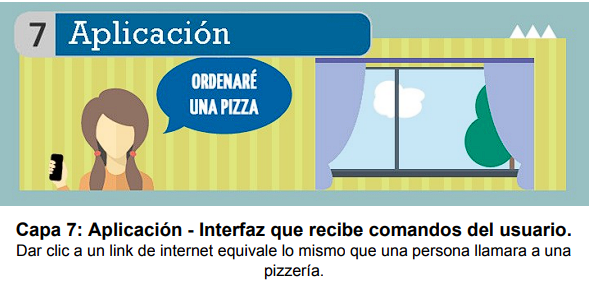 7 Aplicación
ORDENARÉ
UNA PIZZA
Capa 7: Aplicación - Interfaz que recibe comandos del usuario.
Dar clic a un link de internet equivale lo mismo que una persona llamara a una
pizzería.